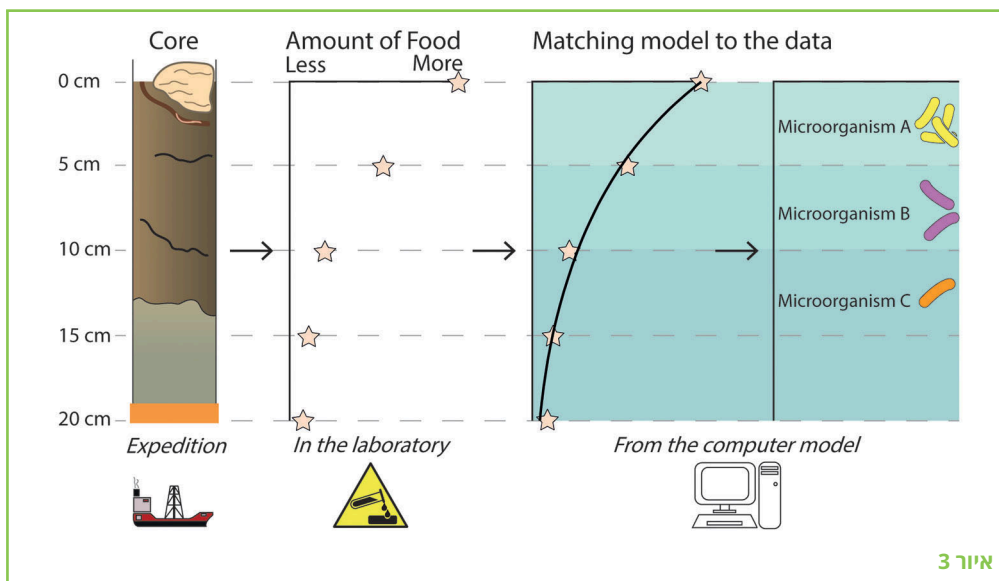 Core
Amount of Food
Less More
Matching model to the data
0 cm
5 cm
10 cm
15 cm
20 cm
Microorganism A
Microorganism B
Microorganism C
Expedition
In the laboratory
From the computer model
איור 3